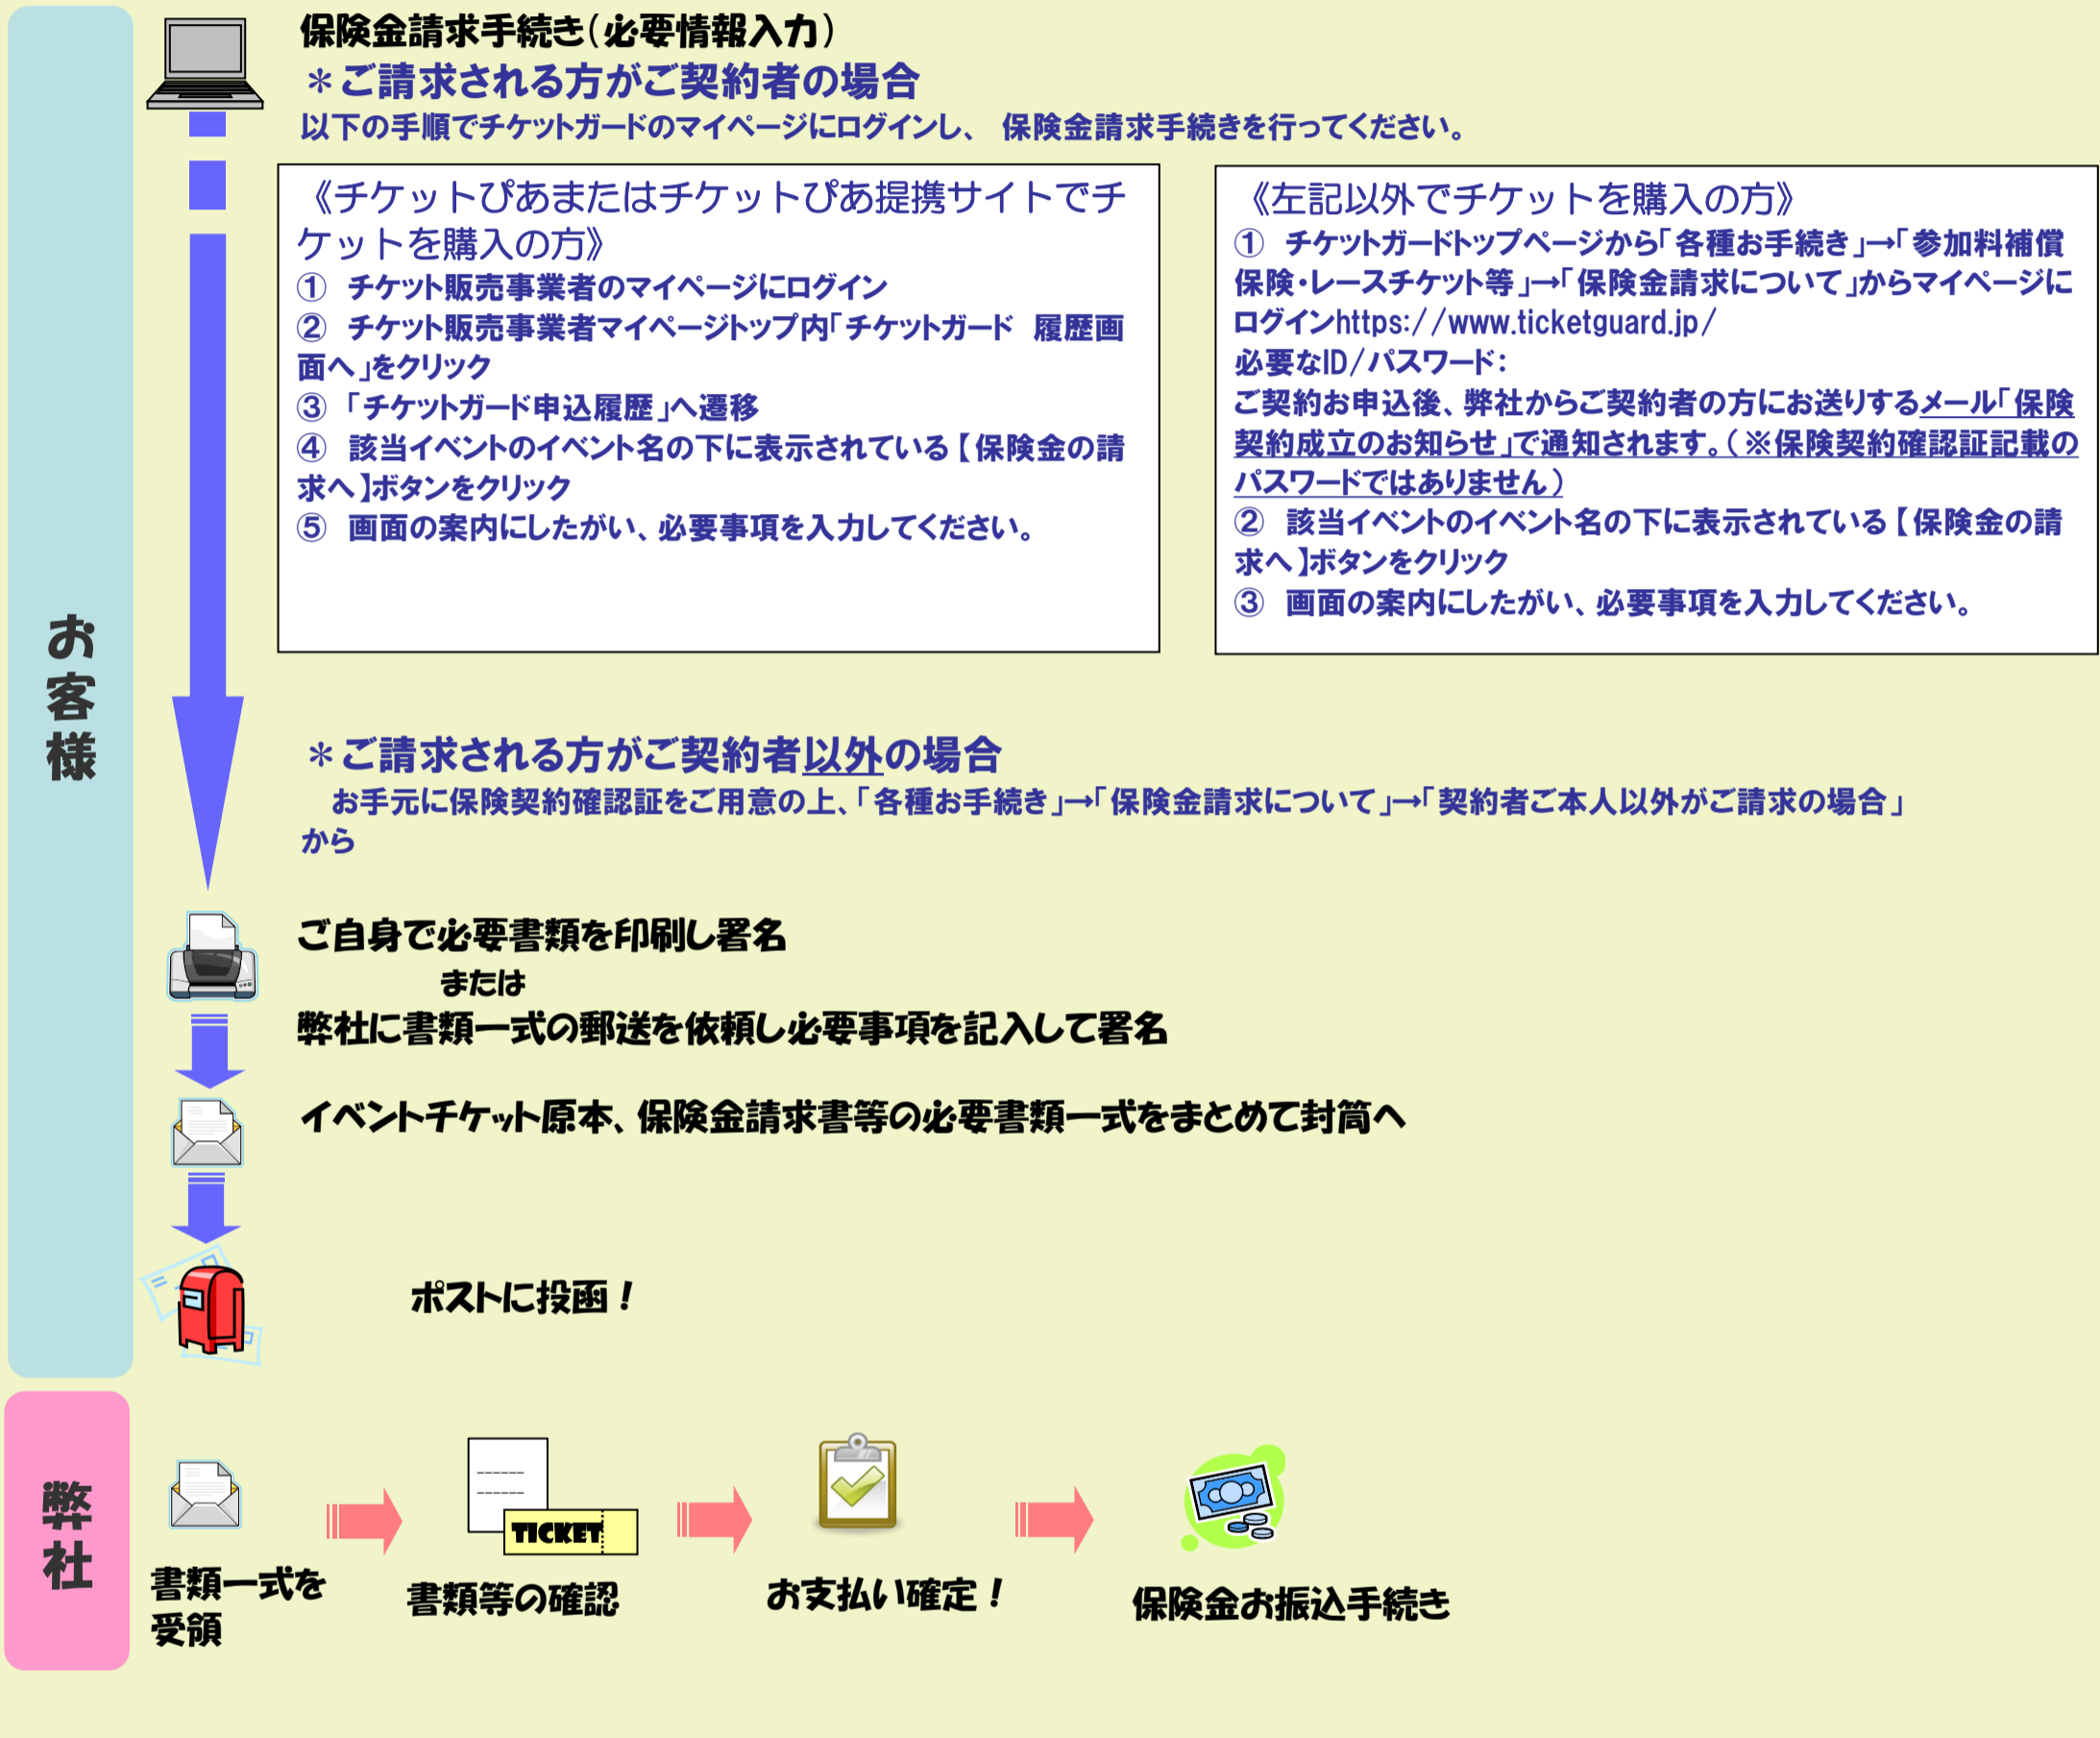 保険金請求手続き(必要情報入力)
＊ご請求される方がご契約者の場合
以下の手順でチケットガードのマイページにログインし、 保険金請求手続きを行ってください。
《チケットぴあまたはチケットぴあ提携サイトでチ
ケットを購入の方》
① チケット販売事業者のマイページにログイン
② チケット販売事業者マイページトップ内「チケットガード 履歴画
面へ」をクリック
③ 「チケットガード申込履歴」へ遷移
④ 該当イベントのイベント名の下に表示されている【保険金の請
求へ】ボタンをクリック
⑤ 画面の案内にしたがい、必要事項を入力してください。
《左記以外でチケットを購入の方》
① チケットガードトップページから「各種お手続き」→「参加料補償
保険・レースチケット等」→「保険金請求について」からマイページに
ログインhttps://www.ticketguard.jp/
必要なID/パスワード：
ご契約お申込後、弊社からご契約者の方にお送りするメール「保険
契約成立のお知らせ」で通知されます。(※保険契約確認証記載の
パスワードではありません)
② 該当イベントのイベント名の下に表示されている【保険金の請
求へ】ボタンをクリック
③ 画面の案内にしたがい、必要事項を入力してください。
お客様
＊ご請求される方がご契約者以外の場合
お手元に保険契約確認証をご用意の上、「各種お手続き」→「保険金請求について」→「契約者ご本人以外がご請求の場合」
から
ご自身で必要書類を印刷し署名
または
弊社に書類一式の郵送を依頼し必要事項を記入して署名
イベントチケット原本、保険金請求書等の必要書類一式をまとめて封筒へ
ポストに投函！
弊社
TICKET
書類一式を
受領
書類等の確認
お支払い確定！
保険金お振込手続き